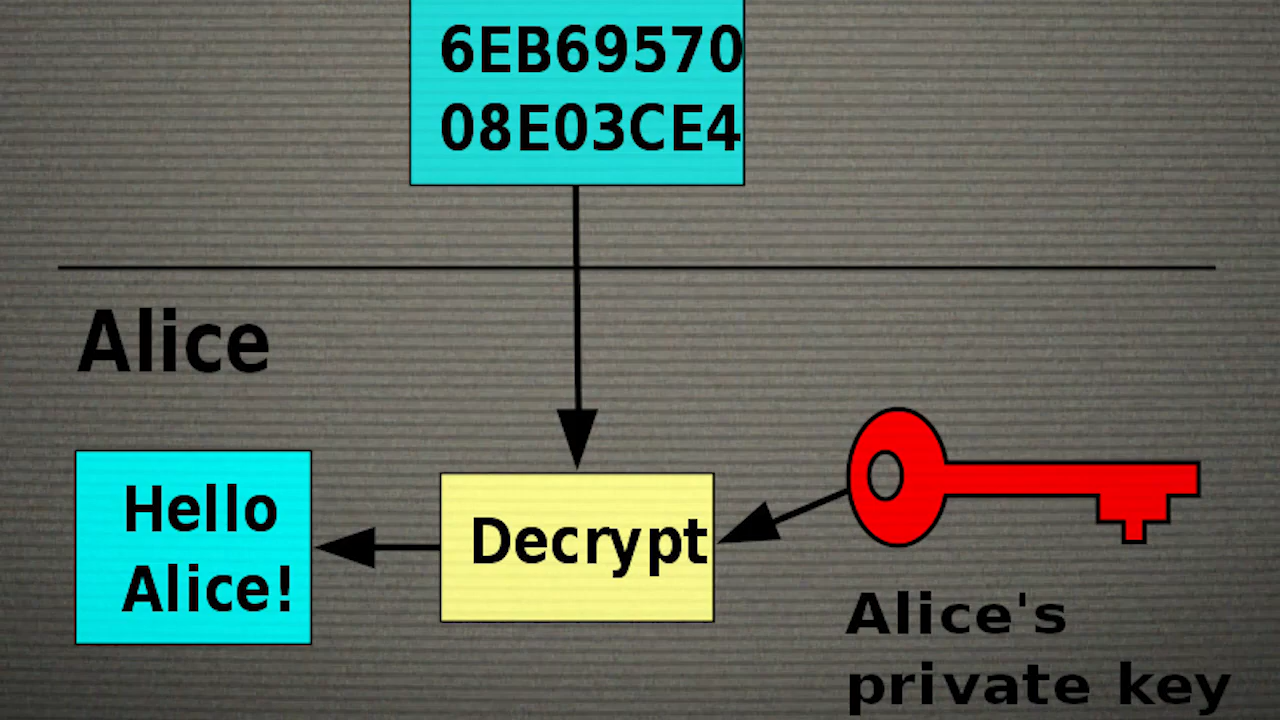 6EB69570
08E03CE4
Alice
Hello
Alice!
Decrypt
Alice's
private key